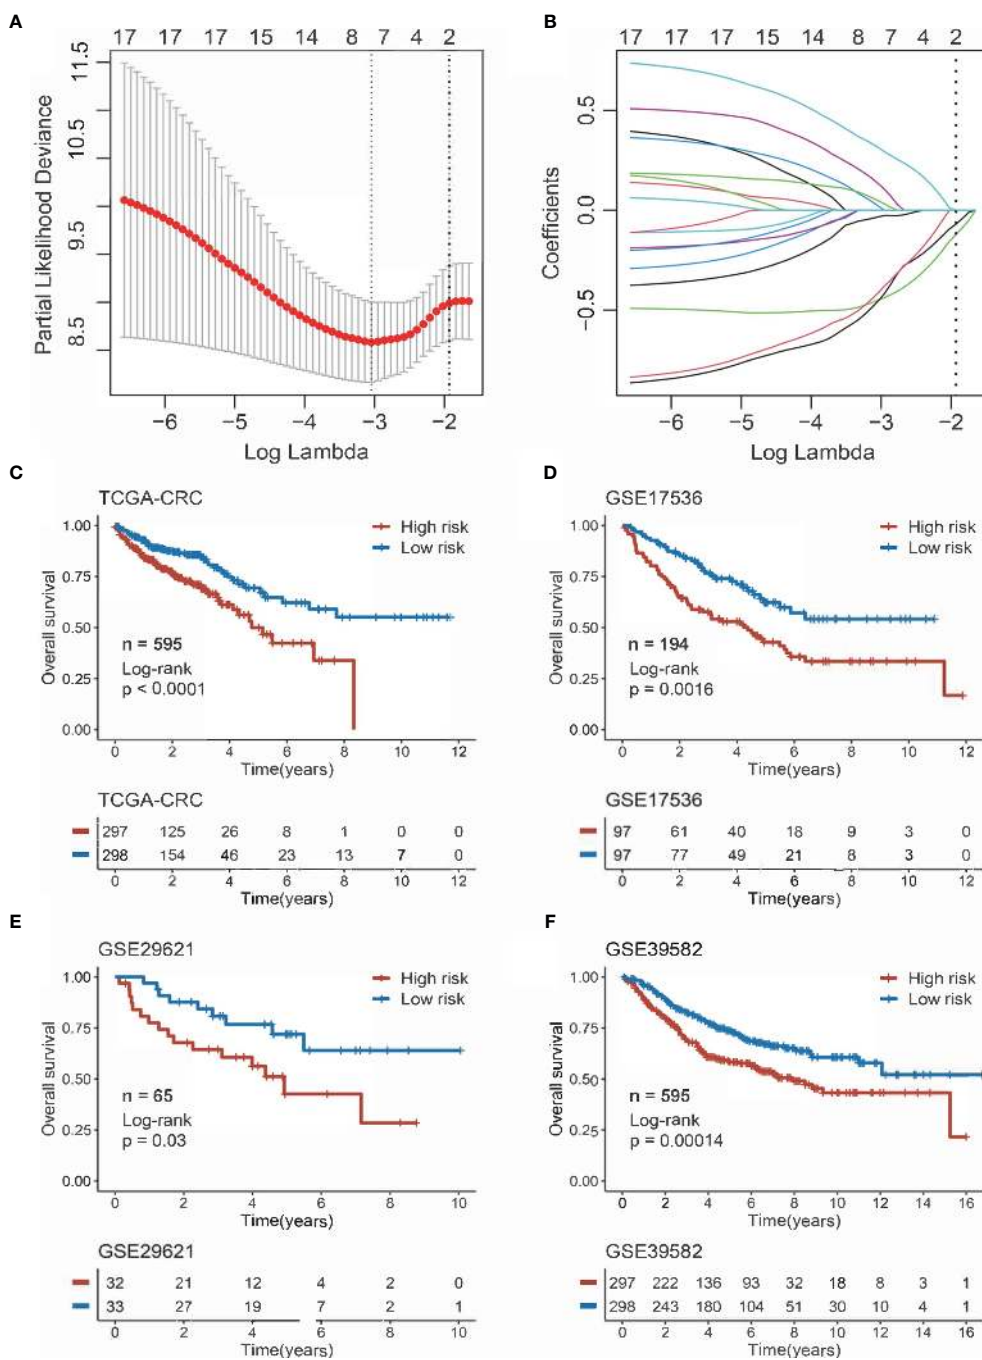 A
17 17 17 15 14 8 7 4 2
Partial Likelihood Deviance
11.5
10.5
9.5
8.5
−6 −5 −4 −3 −2
Log Lambda
B
17 17 17 15 14 8 7 4 2
Coefficients
0.5
0.0
−0.5
−6 −5 −4 −3 −2
Log Lambda
C
TCGA-CRC
Overall survival
1.00
0.75
0.50
0.25
0.00
High risk
Low risk
n = 595
Log-rank
p < 0.0001
0 2 4 6 8 10 12
Time(years)
TCGA-CRC
297 125 26 8 1 0 0
298 154 46 23 13 7 0
0 2 4 6 8 10 12
Time(years)
D
GSE17536
Overall survival
1.00
0.75
0.50
0.25
0.00
High risk
Low risk
n = 194
Log-rank
p = 0.0016
0 2 4 6 8 10 12
Time(years)
GSE17536
97 61 40 18 9 3 0
97 77 49 21 8 3 0
0 2 4 6 8 10 12
Time(years)
E
GSE29621
Overall survival
1.00
0.75
0.50
0.25
0.00
High risk
Low risk
n = 65
Log-rank
p = 0.03
0 2 4 6 8 10
Time(years)
GSE29621
32 21 12 4 2 0
33 27 19 7 2 1
0 2 4 6 8 10
Time(years)
F
GSE39582
Overall survival
1.00
0.75
0.50
0.25
0.00
High risk
Low risk
n = 595
Log-rank
p = 0.00014
0 2 4 6 8 10 12 14 16
Time(years)
GSE39582
297 222 136 93 32 18 8 3 1
298 243 180 104 51 30 10 4 1
0 2 4 6 8 10 12 14 16
Time(years)